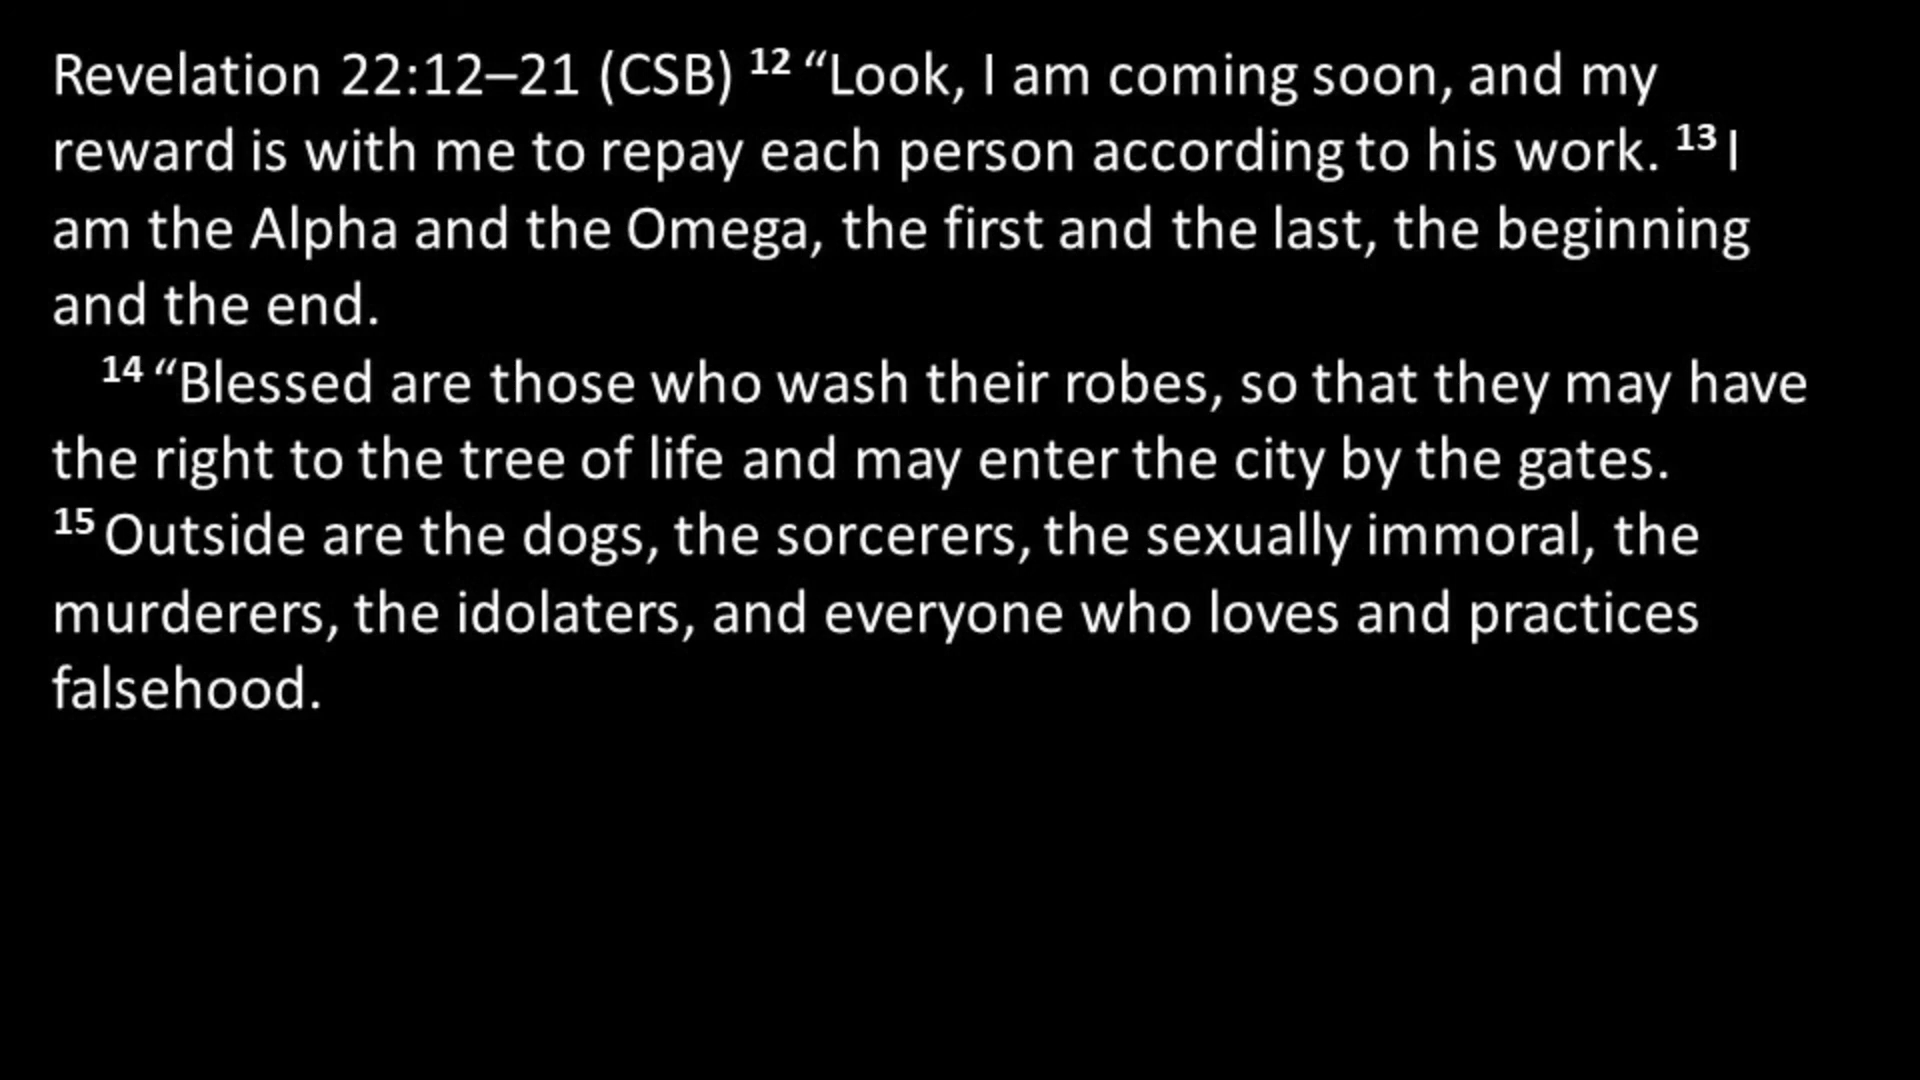 Revelation 22:12–21 (CSB) 12 “Look, I am coming soon, and my
reward is with me to repay each person according to his work. 13 I
am the Alpha and the Omega, the first and the last, the beginning
and the end.
14 “Blessed are those who wash their robes, so that they may have
the right to the tree of life and may enter the city by the gates.
15 Outside are the dogs, the sorcerers, the sexually immoral, the
murderers, the idolaters, and everyone who loves and practices
falsehood.